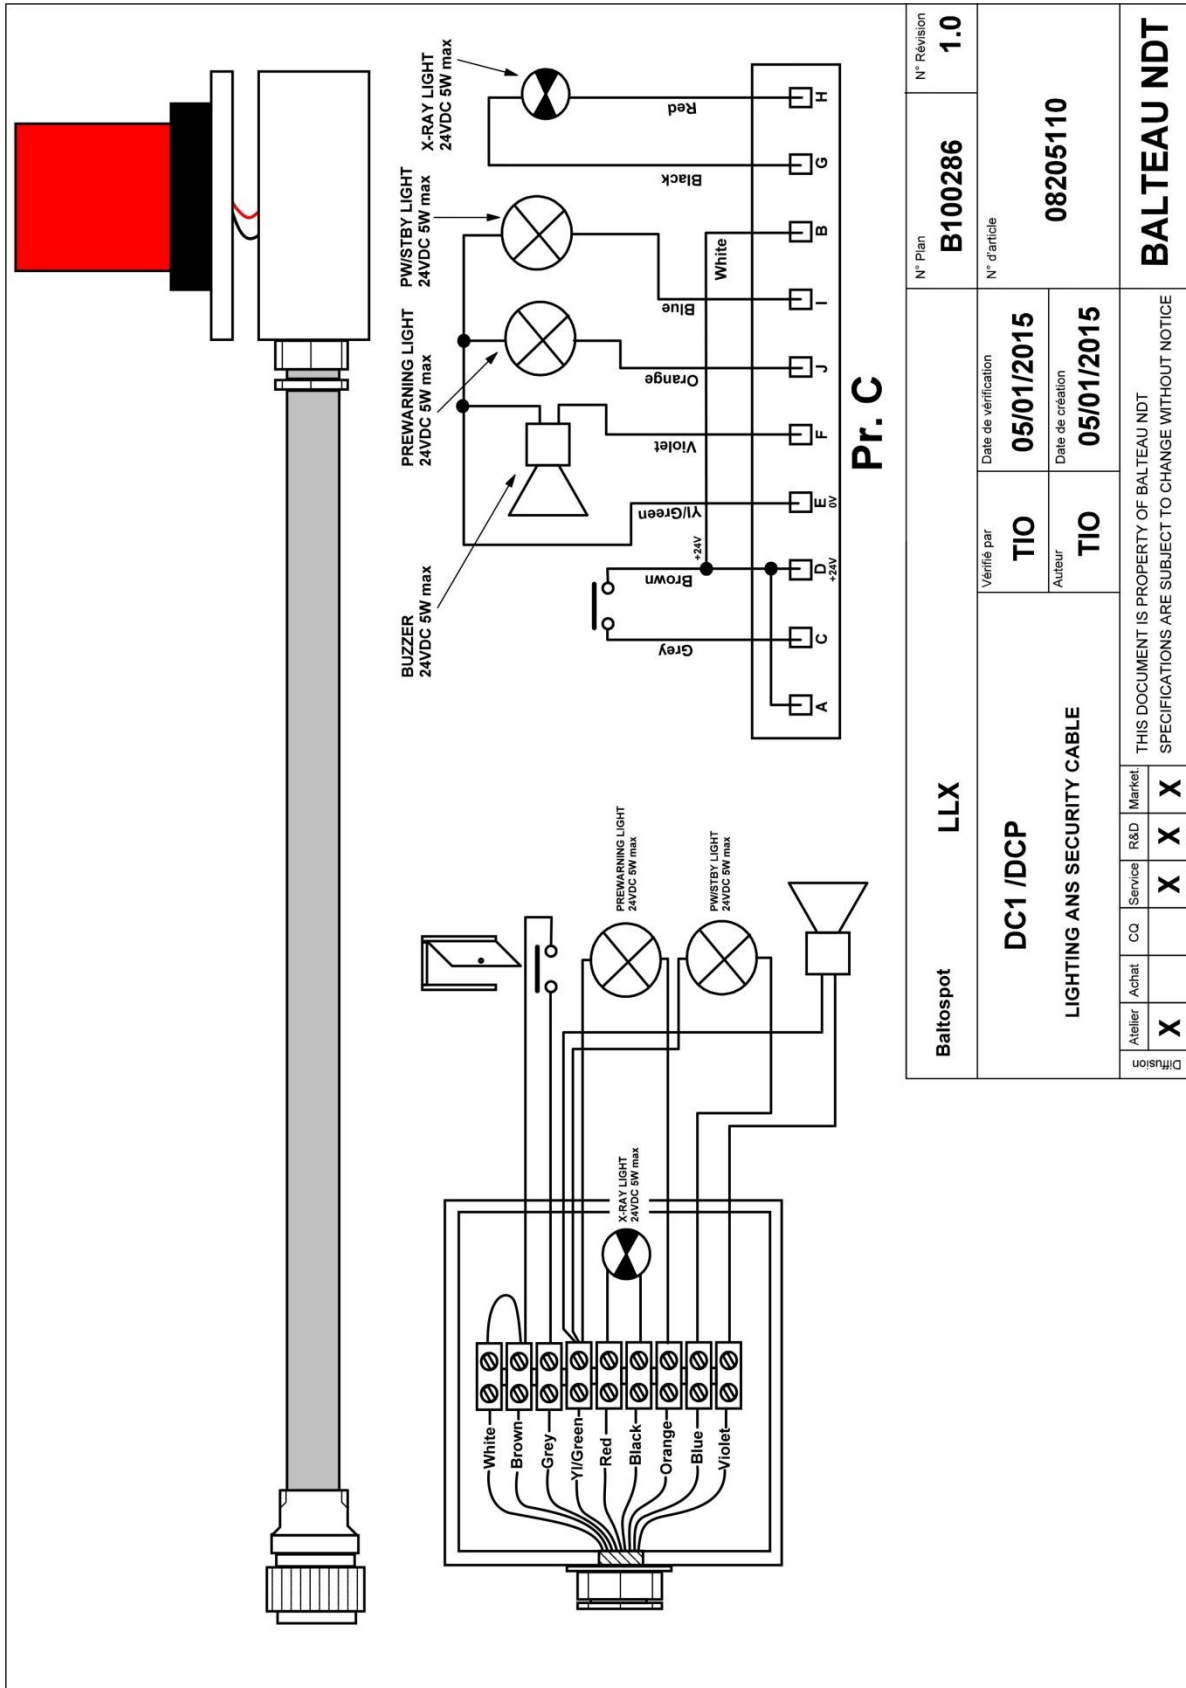 BUZZER
24VDC 5W max
PREWARNING LIGHT
24VDC 5W max
PW/STBY LIGHT
24VDC 5W max
X-RAY LIGHT
24VDC 5W max
Grey
Brown
+24V
Yl/Green
Violet
Orange
Blue
White
Black
Red
A
C
D
+24V
E
0V
F
J
I
B
G
H
Pr. C
White
Brown
Grey
Yl/Green
Red
Black
Orange
Blue
Violet
X-RAY LIGHT
24VDC 5W max
PREWARNING LIGHT
24VDC 5W max
PW/STBY LIGHT
24VDC 5W max
Baltospot LLX
N° Plan
B100286
N° Révision
1.0
DC1 /DCP
LIGHTING ANS SECURITY CABLE
Vérifié par
TIO
Date de vérification
05/01/2015
Auteur
TIO
Date de création
05/01/2015
N° d'article
08205110
Diffusion
Atelier Achat CQ Service R&D Market.
X X X X
THIS DOCUMENT IS PROPERTY OF BALTEAU NDT
SPECIFICATIONS ARE SUBJECT TO CHANGE WITHOUT NOTICE
BALTEAU NDT